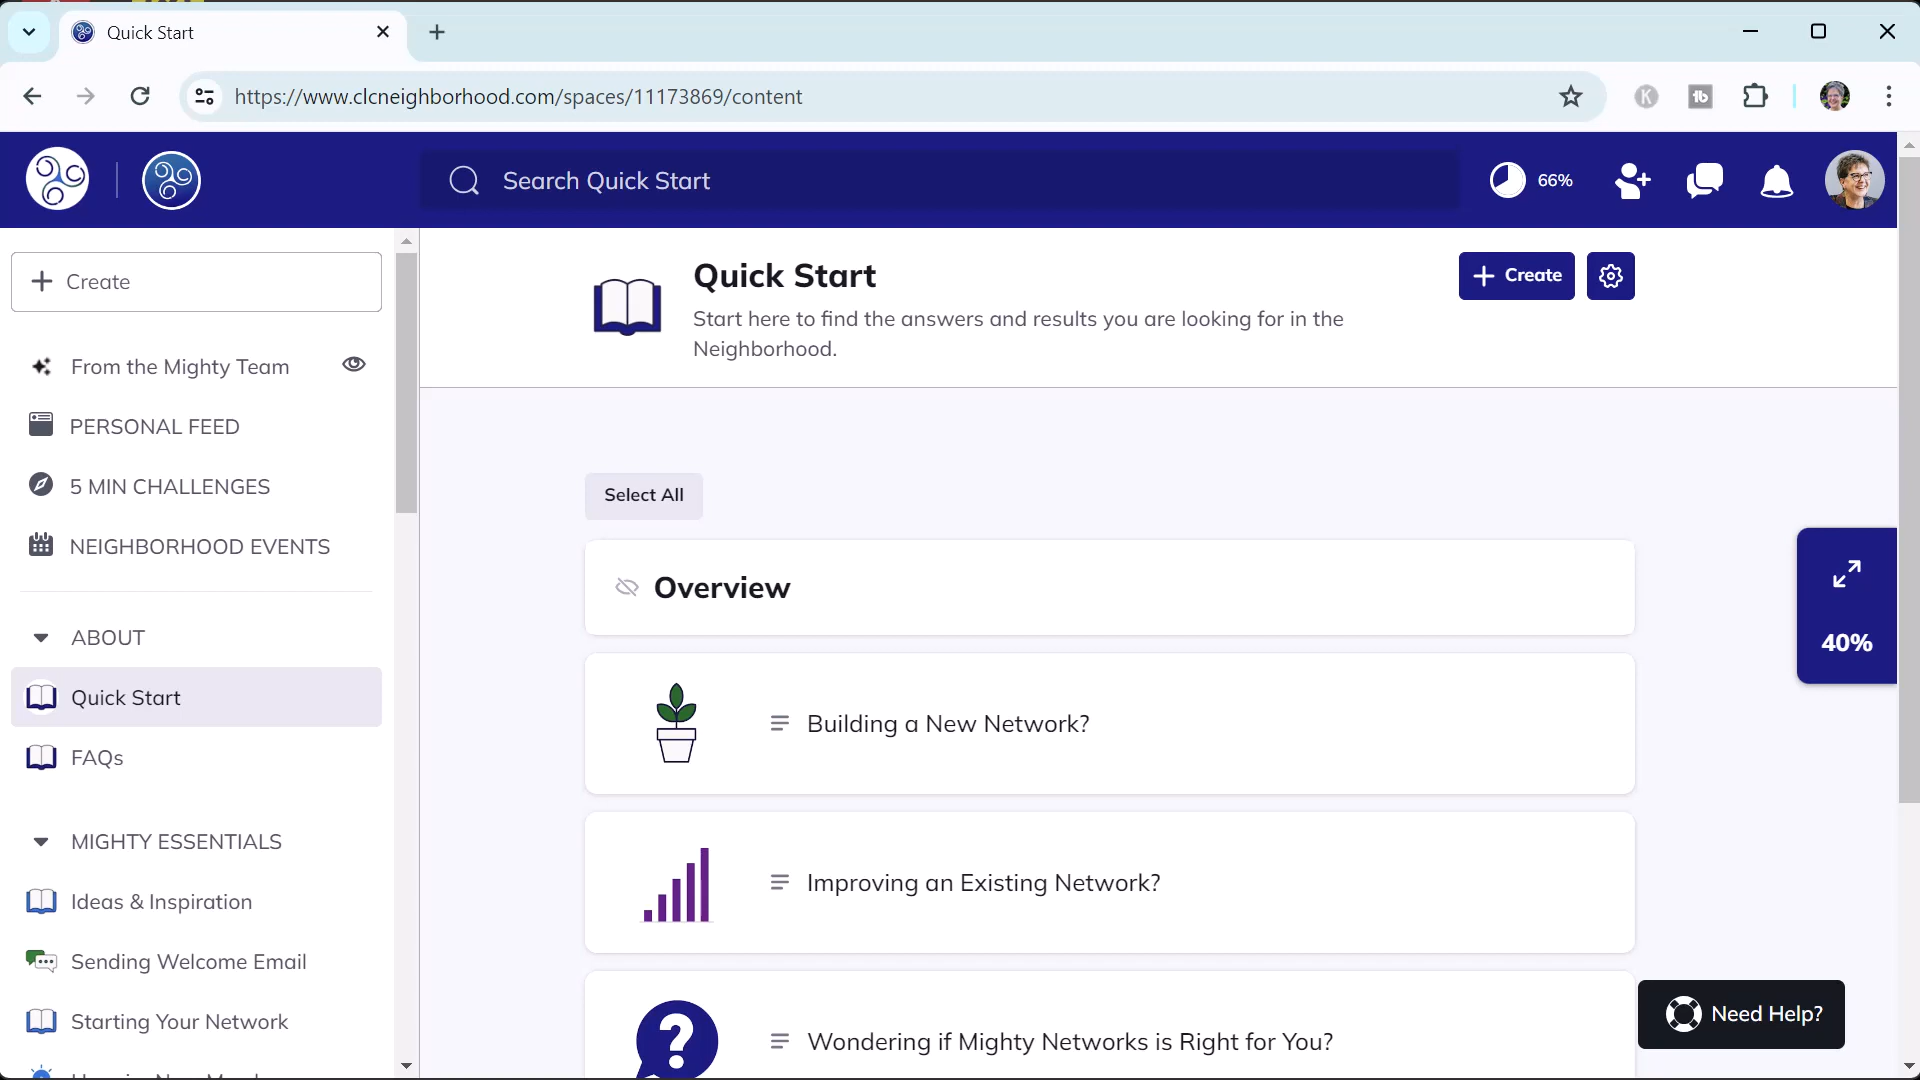 Quick Start
https://www.clcneighborhood.com/spaces/11173869/content
Search Quick Start
66%
Create
From the Mighty Team
PERSONAL FEED
5 MIN CHALLENGES
NEIGHBORHOOD EVENTS
ABOUT
Quick Start
FAQs
MIGHTY ESSENTIALS
Ideas & Inspiration
Sending Welcome Email
Starting Your Network
Quick Start
Start here to find the answers and results you are looking for in the
Neighborhood.
Create
Select All
Overview
Building a New Network?
Improving an Existing Network?
Wondering if Mighty Networks is Right for You?
40%
Need Help?